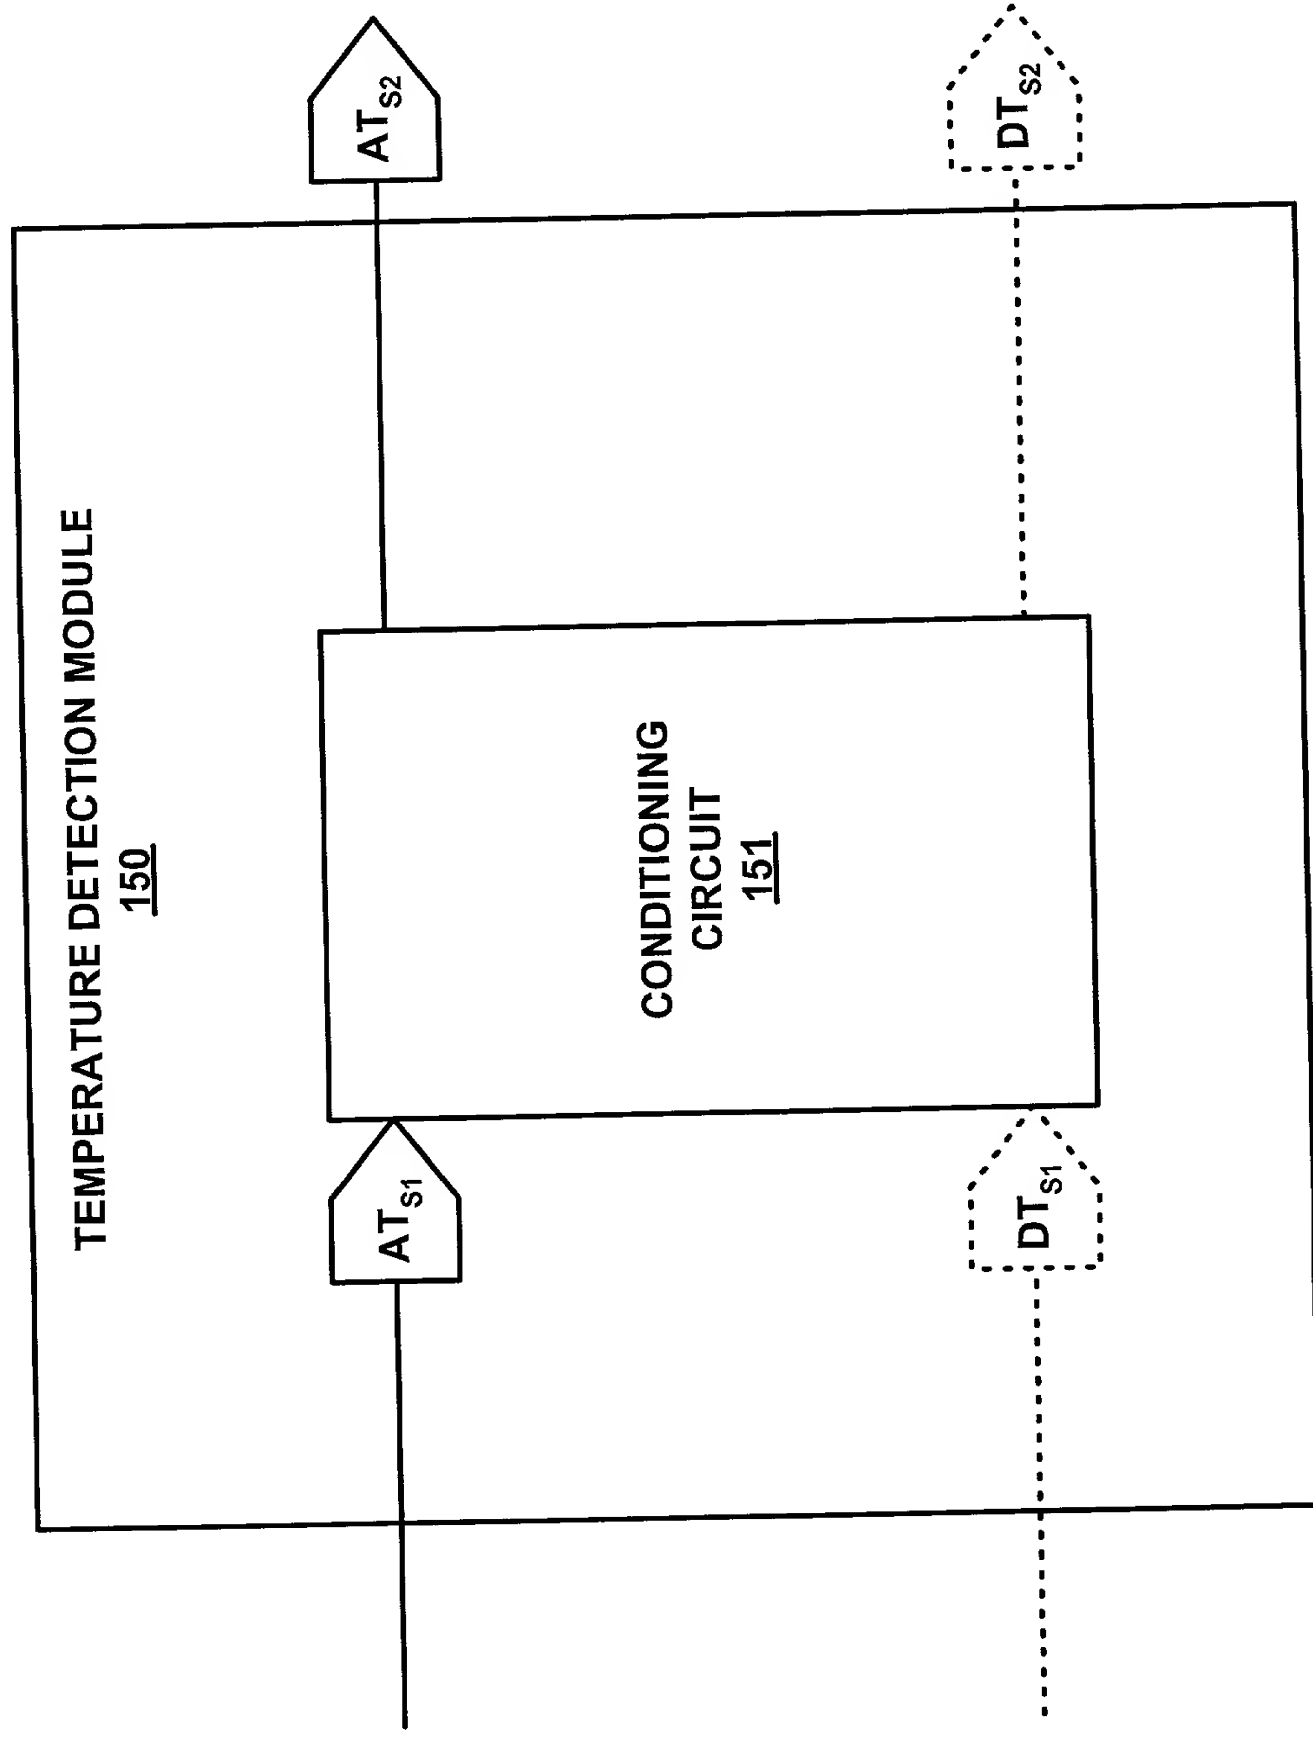 TEMPERATURE DETECTION MODULE
150
AT_S1
AT_S2
CONDITIONING
CIRCUIT
151
DT_S1
DT_S2